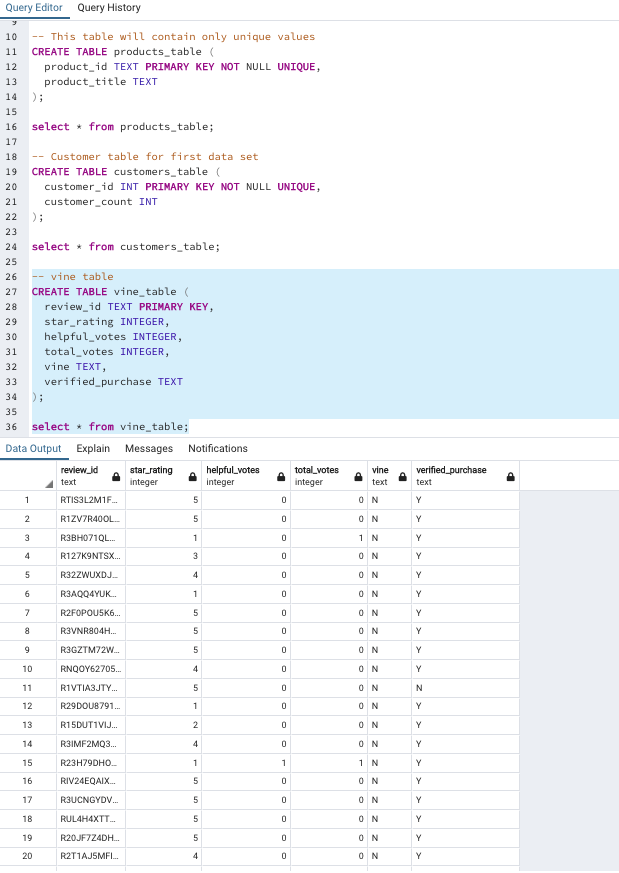 Query Editor Query History
9
10 -- This table will contain only unique values
11 CREATE TABLE products_table (
12 product_id TEXT PRIMARY KEY NOT NULL UNIQUE,
13 product_title TEXT
14 );
15
16 select * from products_table;
17
18 -- Customer table for first data set
19 CREATE TABLE customers_table (
20 customer_id INT PRIMARY KEY NOT NULL UNIQUE,
21 customer_count INT
22 );
23
24 select * from customers_table;
25
26 -- vine table
27 CREATE TABLE vine_table (
28 review_id TEXT PRIMARY KEY,
29 star_rating INTEGER,
30 helpful_votes INTEGER,
31 total_votes INTEGER,
32 vine TEXT,
33 verified_purchase TEXT
34 );
35
36 select * from vine_table;
Data Output Explain Messages Notifications
review_id star_rating helpful_votes total_votes vine verified_purchase
text integer integer integer text text
1 RTIS3L2M1F... 5 0 0 N Y
2 R1ZV7R40OL... 5 0 0 N Y
3 R3BH071QL... 1 0 1 N Y
4 R127K9NTSX... 3 0 0 N Y
5 R32ZWUXDJ... 4 0 0 N Y
6 R3AQQ4YUK... 1 0 0 N Y
7 R2F0POU5K6... 5 0 0 N Y
8 R3VNR804H... 5 0 0 N Y
9 R3GZTM72W... 5 0 0 N Y
10 RNQOY62705... 4 0 0 N Y
11 R1VTIA3JTY... 5 0 0 N N
12 R29DOU8791... 1 0 0 N Y
13 R15DUT1VIJ... 2 0 0 N Y
14 R3IMF2MQ3... 4 0 0 N Y
15 R23H79DHO... 1 1 1 N Y
16 RIV24EQAIX... 5 0 0 N Y
17 R3UCNGYDV... 5 0 0 N Y
18 RUL4H4XTT... 5 0 0 N Y
19 R20JF7Z4DH... 5 0 0 N Y
20 R2T1AJ5MFI... 4 0 0 N Y